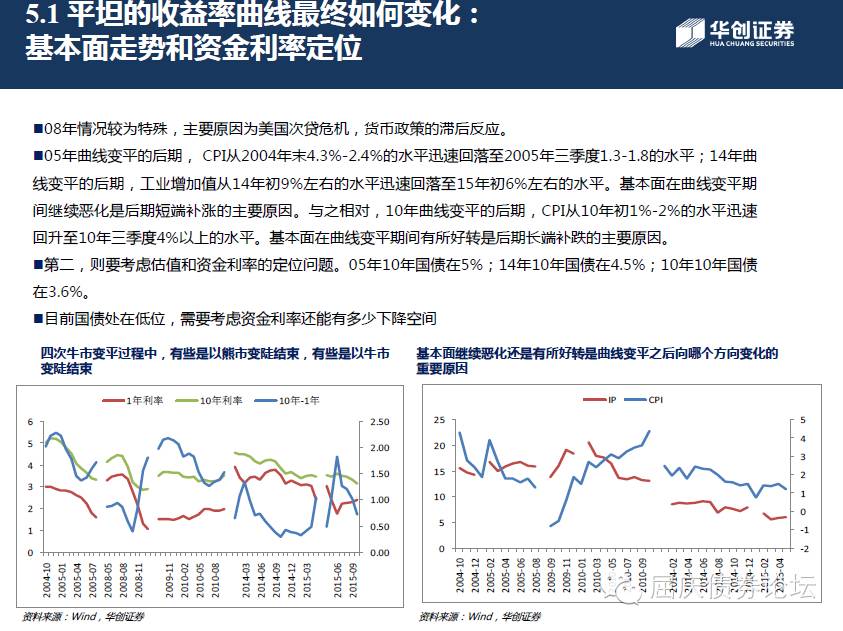 5.1 平坦的收益率曲线最终如何变化：
基本面走势和资金利率定位
华创证券
HUA CHUANG SECURITIES
■08年情况较为特殊，主要原因为美国次贷危机，货币政策的滞后反应。
■05年曲线变平的后期， CPI从2004年末4.3%-2.4%的水平迅速回落至2005年三季度1.3-1.8的水平；14年曲
线变平的后期，工业增加值从14年初9%左右的水平迅速回落至15年初6%左右的水平。基本面在曲线变平期
间继续恶化是后期短端补涨的主要原因。与之相对，10年曲线变平的后期，CPI从10年初1%-2%的水平迅速
回升至10年三季度4%以上的水平。基本面在曲线变平期间有所好转是后期长端补跌的主要原因。
■第二，则要考虑估值和资金利率的定位问题。05年10年国债在5%；14年10年国债在4.5%；10年10年国债
在3.6%。
■目前国债处在低位，需要考虑资金利率还能有多少下降空间
四次牛市变平过程中，有些是以熊市变陡结束，有些是以牛市
变陡结束
1年利率 10年利率 10年-1年
6
5
4
3
2
1
0
2.50
2.00
1.50
1.00
0.50
0.00
2004-10 2005-01 2005-04 2005-07 2008-05 2008-08 2008-11 2009-11 2010-02 2010-05 2010-08 2014-03 2014-06 2014-09 2014-12 2015-03 2015-06 2015-09
资料来源：Wind，华创证券
基本面继续恶化还是有所好转是曲线变平之后向哪个方向变化的
重要原因
IP CPI
25
20
15
10
5
0
5
4
3
2
1
0
-1
-2
2004-10 2004-12 2005-02 2005-04 2005-06 2005-08 2009-09 2009-11 2010-01 2010-03 2010-05 2010-07 2010-09 2014-02 2014-04 2014-06 2014-08 2014-10 2014-12 2015-02 2015-04
屈庆债券论坛
资料来源：Wind，华创证券